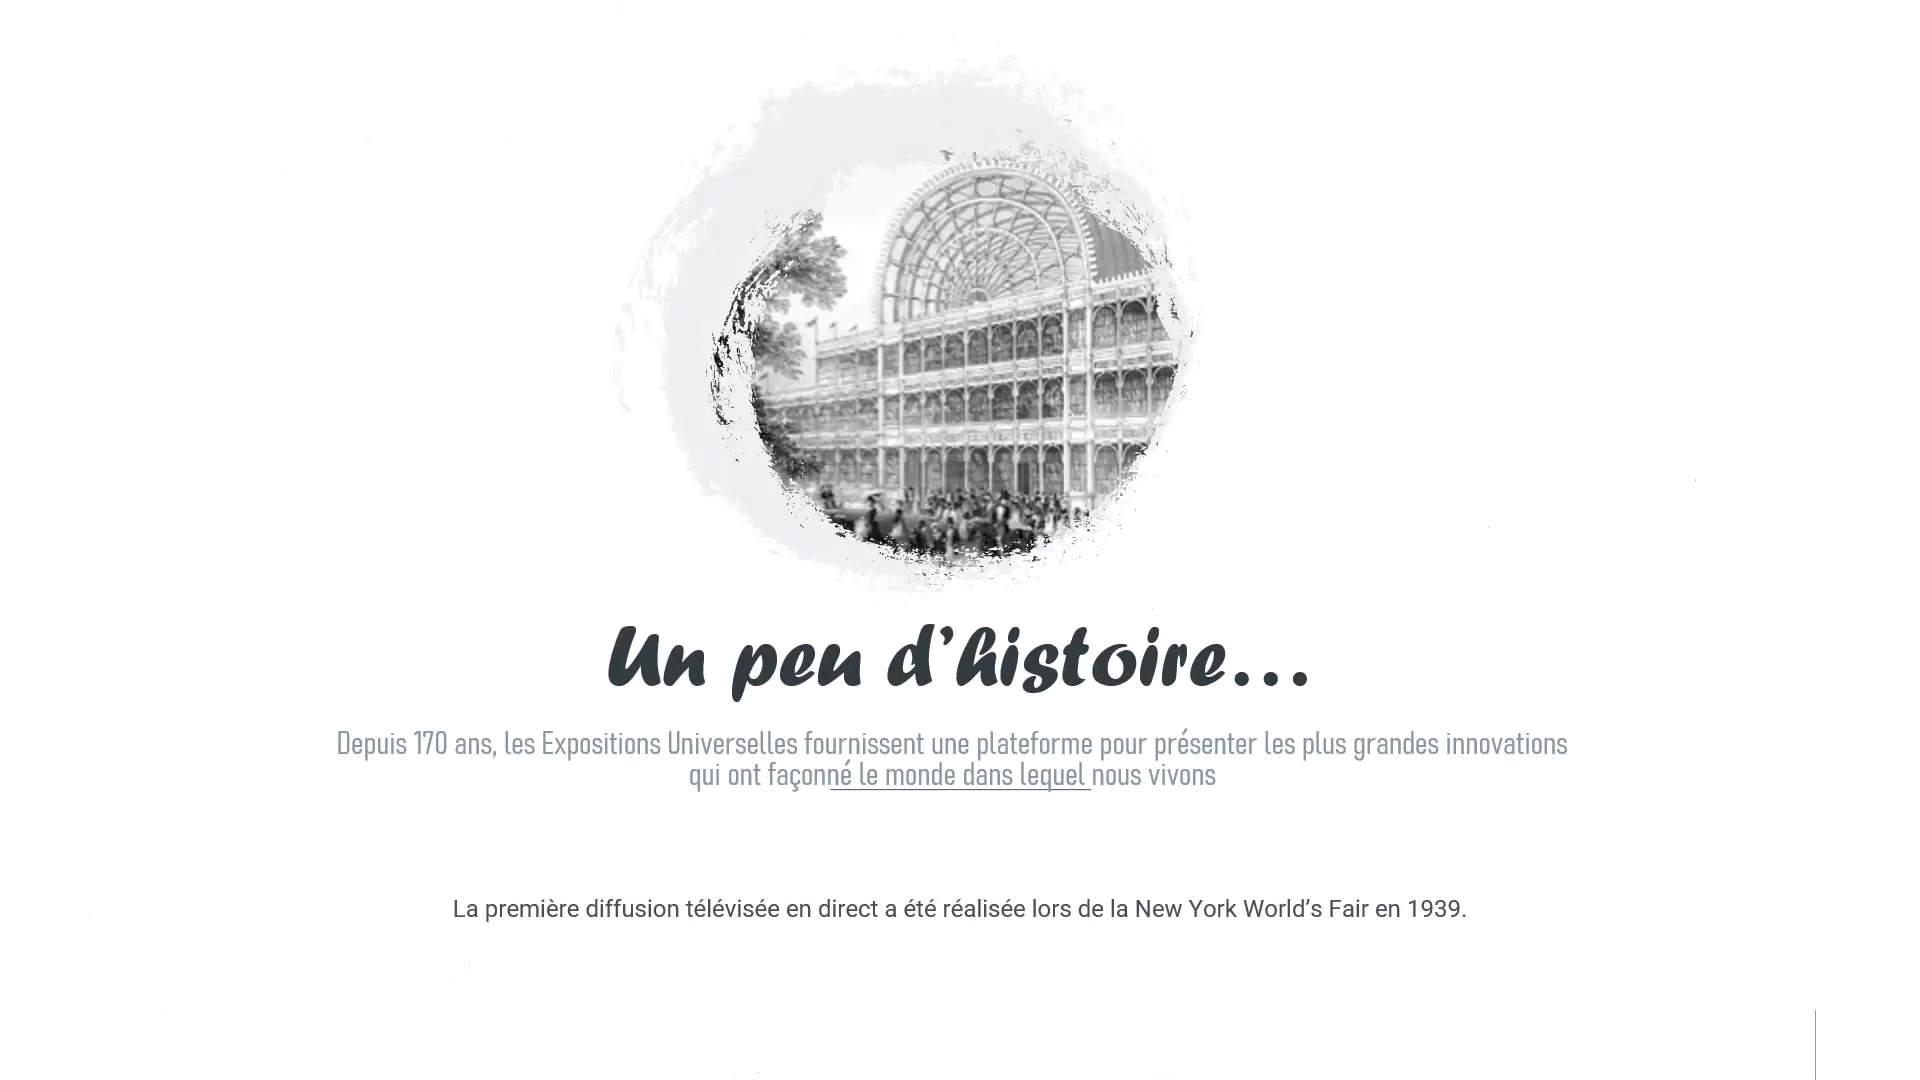 Un peu d’histoire...
Depuis 170 ans, les Expositions Universelles fournissent une plateforme pour présenter les plus grandes innovations
qui ont façonné le monde dans lequel nous vivons
La première diffusion télévisée en direct a été réalisée lors de la New York World’s Fair en 1939.